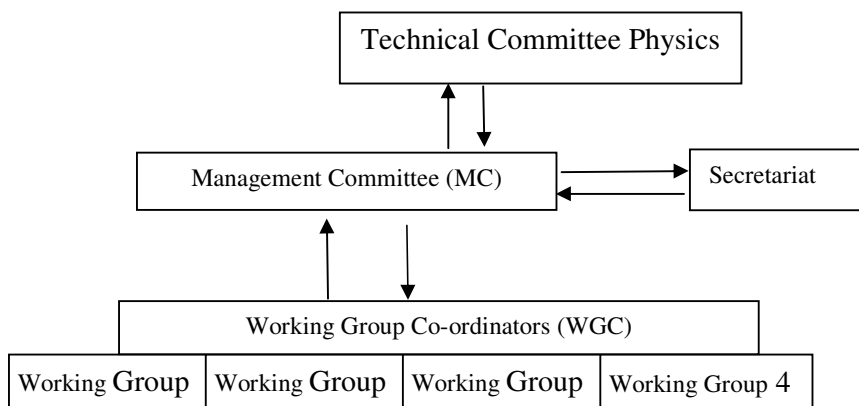 Technical Committee Physics
Management Committee (MC)
Secretariat
Working Group Co-ordinators (WGC)
Working Group
Working Group
Working Group
Working Group 4